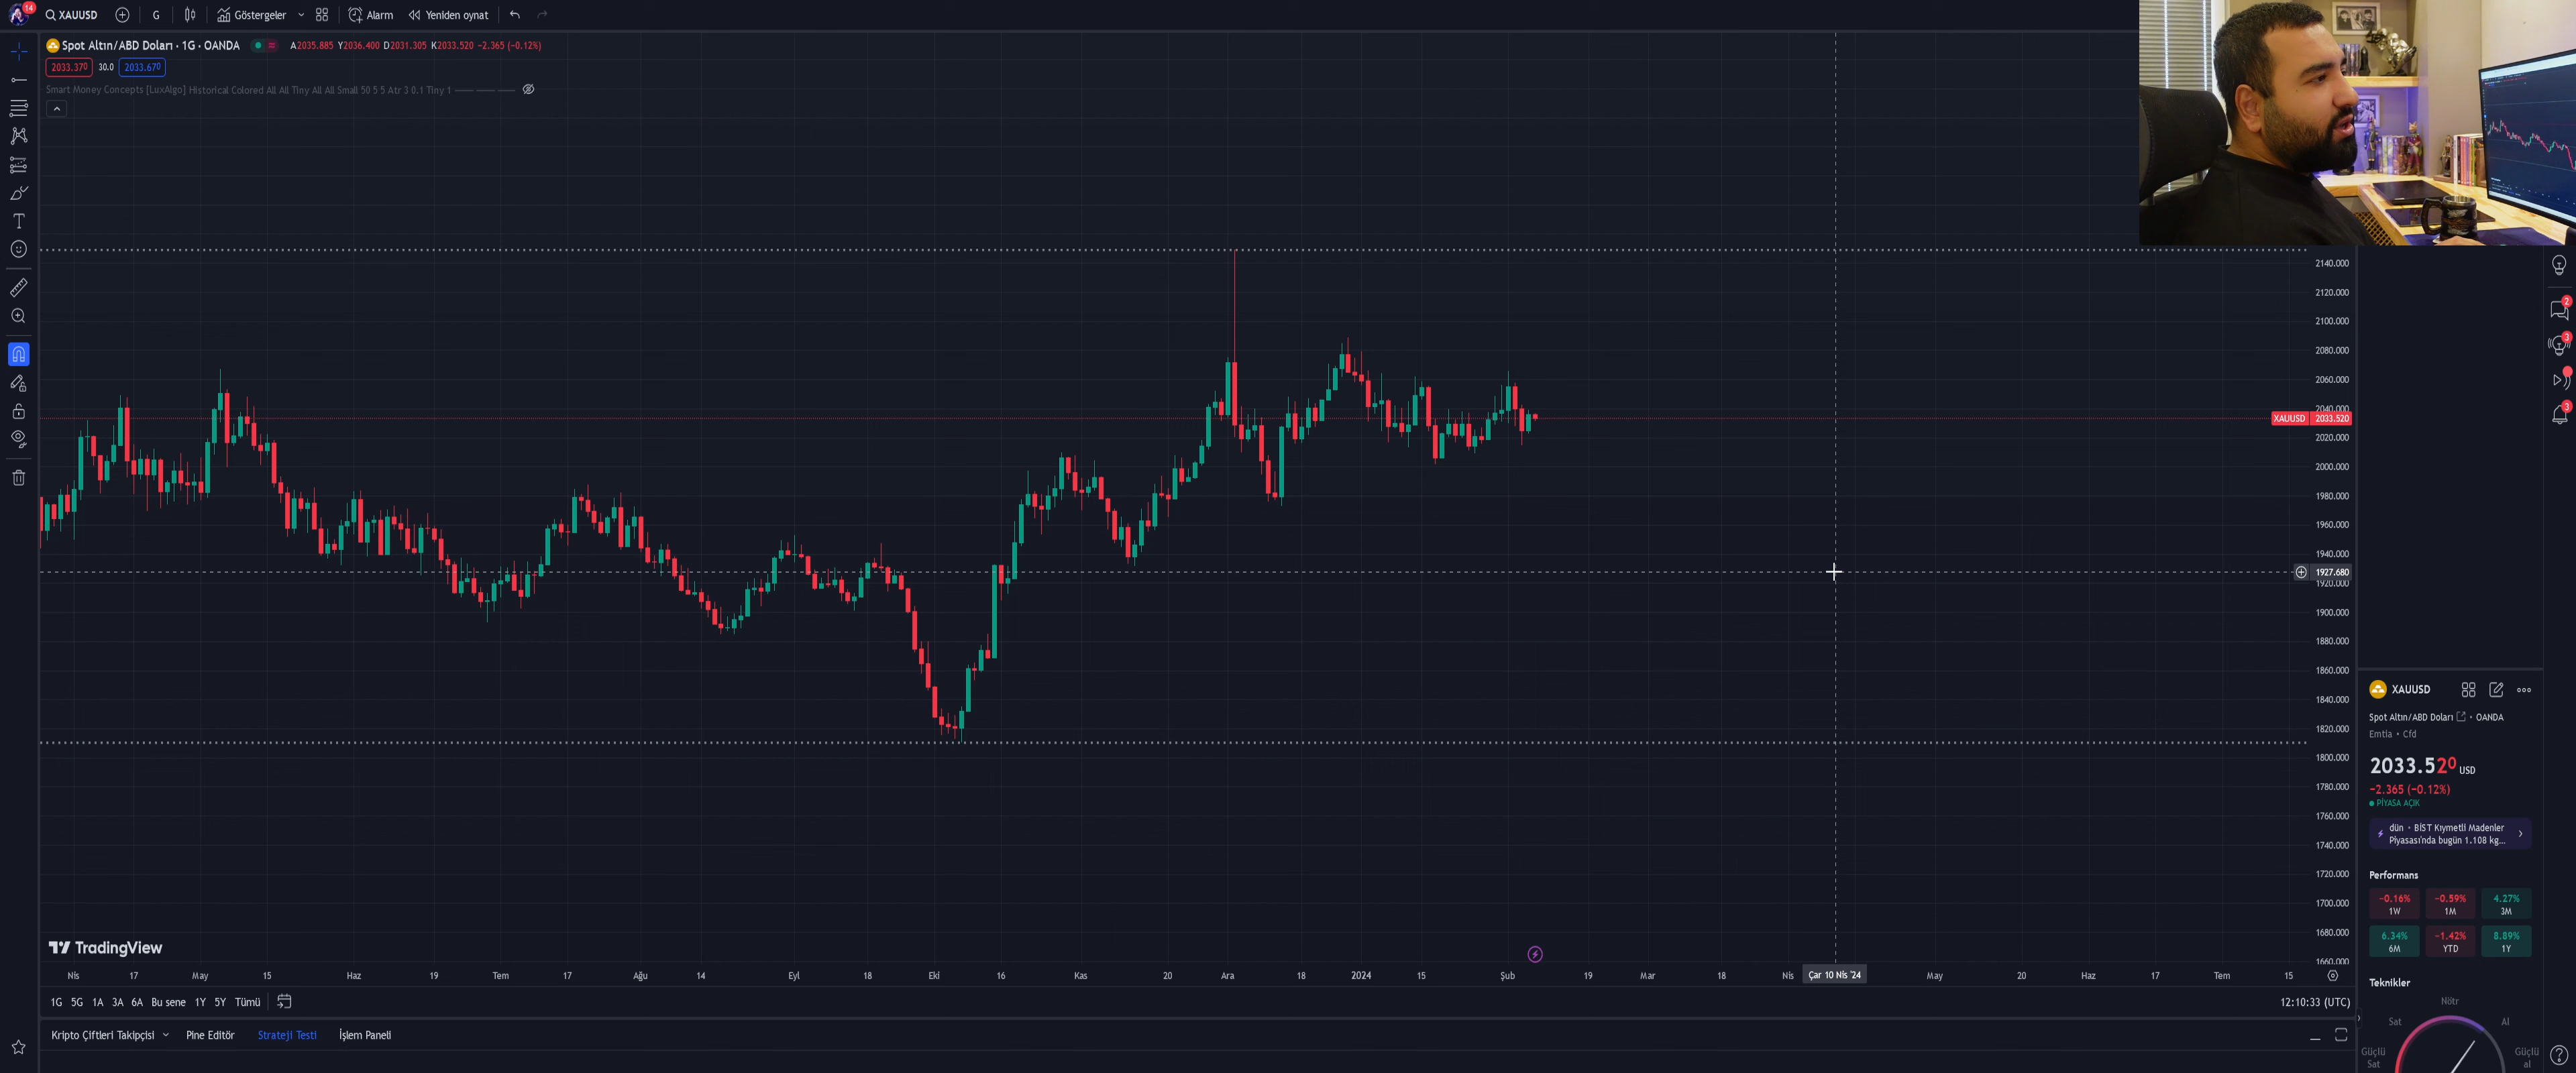 14
XAUUSD
G
Göstergeler
Alarm
Yeniden oynat
Spot Altın/ABD Doları · 1G · OANDA
A2035.885 Y2036.400 D2031.305 K2033.520 −2.365 (−0.12%)
2033.370 30.0 2033.670
Smart Money Concepts [LuxAlgo] Historical Colored All All Tiny All All Small 50 5 5 Atr 3 0.1 Tiny 1
2140.000
2120.000
2100.000
2080.000
2060.000
2040.000
XAUUSD 2033.520
2020.000
2000.000
1980.000
1960.000
1940.000
1927.680
1920.000
1900.000
1880.000
1860.000
1840.000
1820.000
1800.000
1780.000
1760.000
1740.000
1720.000
1700.000
1680.000
1660.000
2
3
3
TradingView
Nis 17 May 15 Haz 19 Tem 17 Ağu 14 Eyl 18 Eki 16 Kas 20 Ara 18 2024 15 Şub 19 Mar 18 Nis Çar 10 Nis '24 May 20 Haz 17 Tem 15
1G 5G 1A 3A 6A Bu sene 1Y 5Y Tümü
12:10:33 (UTC)
Kripto Çiftleri Takipçisi
Pine Editör
Strateji Testi
İşlem Paneli
XAUUSD
Spot Altın/ABD Doları · OANDA
Emtia · Cfd
2033.520 USD
−2.365 (−0.12%)
PİYASA AÇIK
dün · BİST Kıymetli Madenler
Piyasası'nda bugün 1.108 kg...
Performans
−0.16% −0.59% 4.27%
1W 1M 3M
6.34% −1.42% 8.89%
6M YTD 1Y
Teknikler
Nötr
Sat Al
Güçlü Güçlü
Sat al